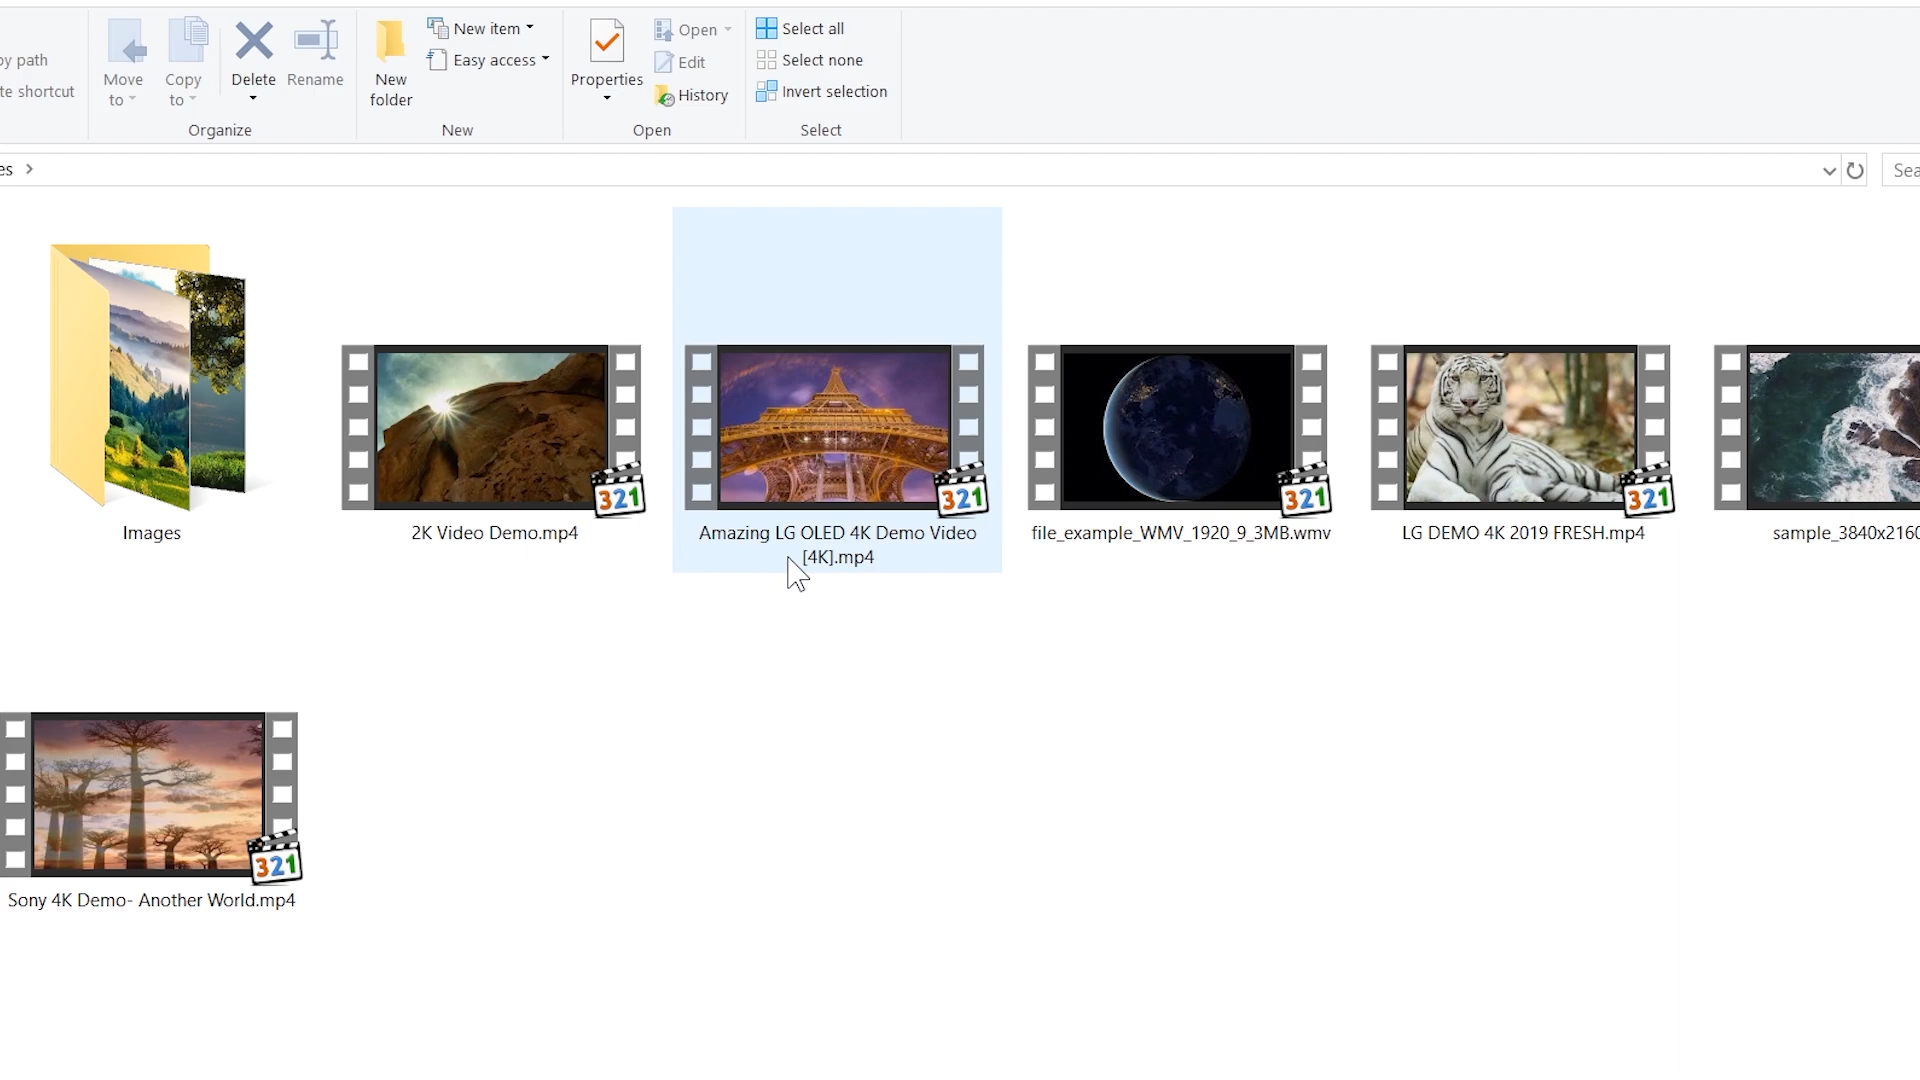 py path
te shortcut
Move
to
Copy
to
Delete
Rename
Organize
New
folder
New item
Easy access
New
Properties
Open
Edit
History
Open
Select all
Select none
Invert selection
Select
es
Sea
Images
321
2K Video Demo.mp4
321
Amazing LG OLED 4K Demo Video
[4K].mp4
321
file_example_WMV_1920_9_3MB.wmv
321
LG DEMO 4K 2019 FRESH.mp4
sample_3840x2160
321
Sony 4K Demo- Another World.mp4